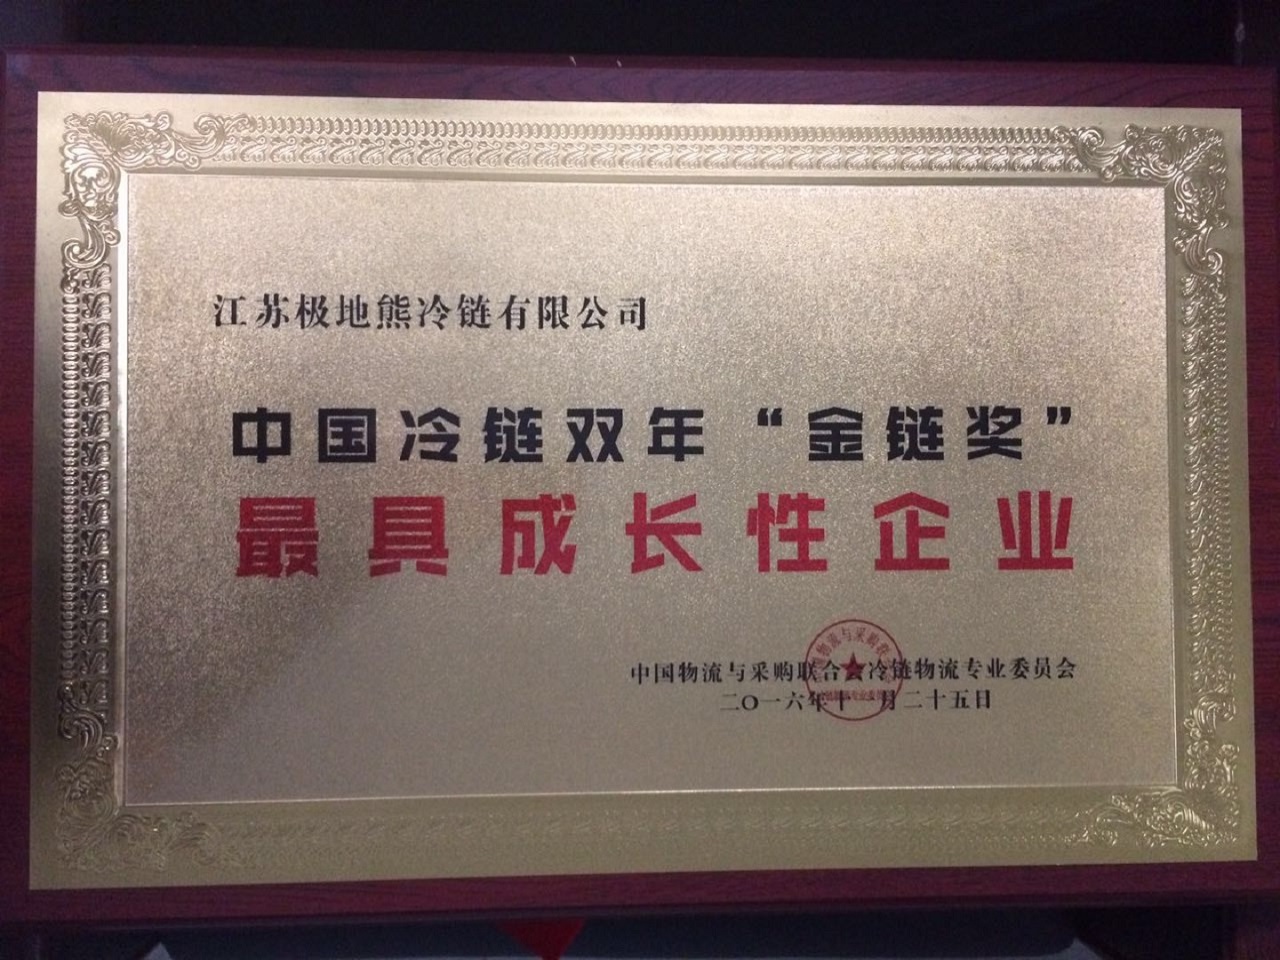 江苏极地熊冷链有限公司
中国冷链双年“金链奖”
最具成长性企业
中国物流与采购联合会冷链物流专业委员会
二〇一六年十一月二十五日